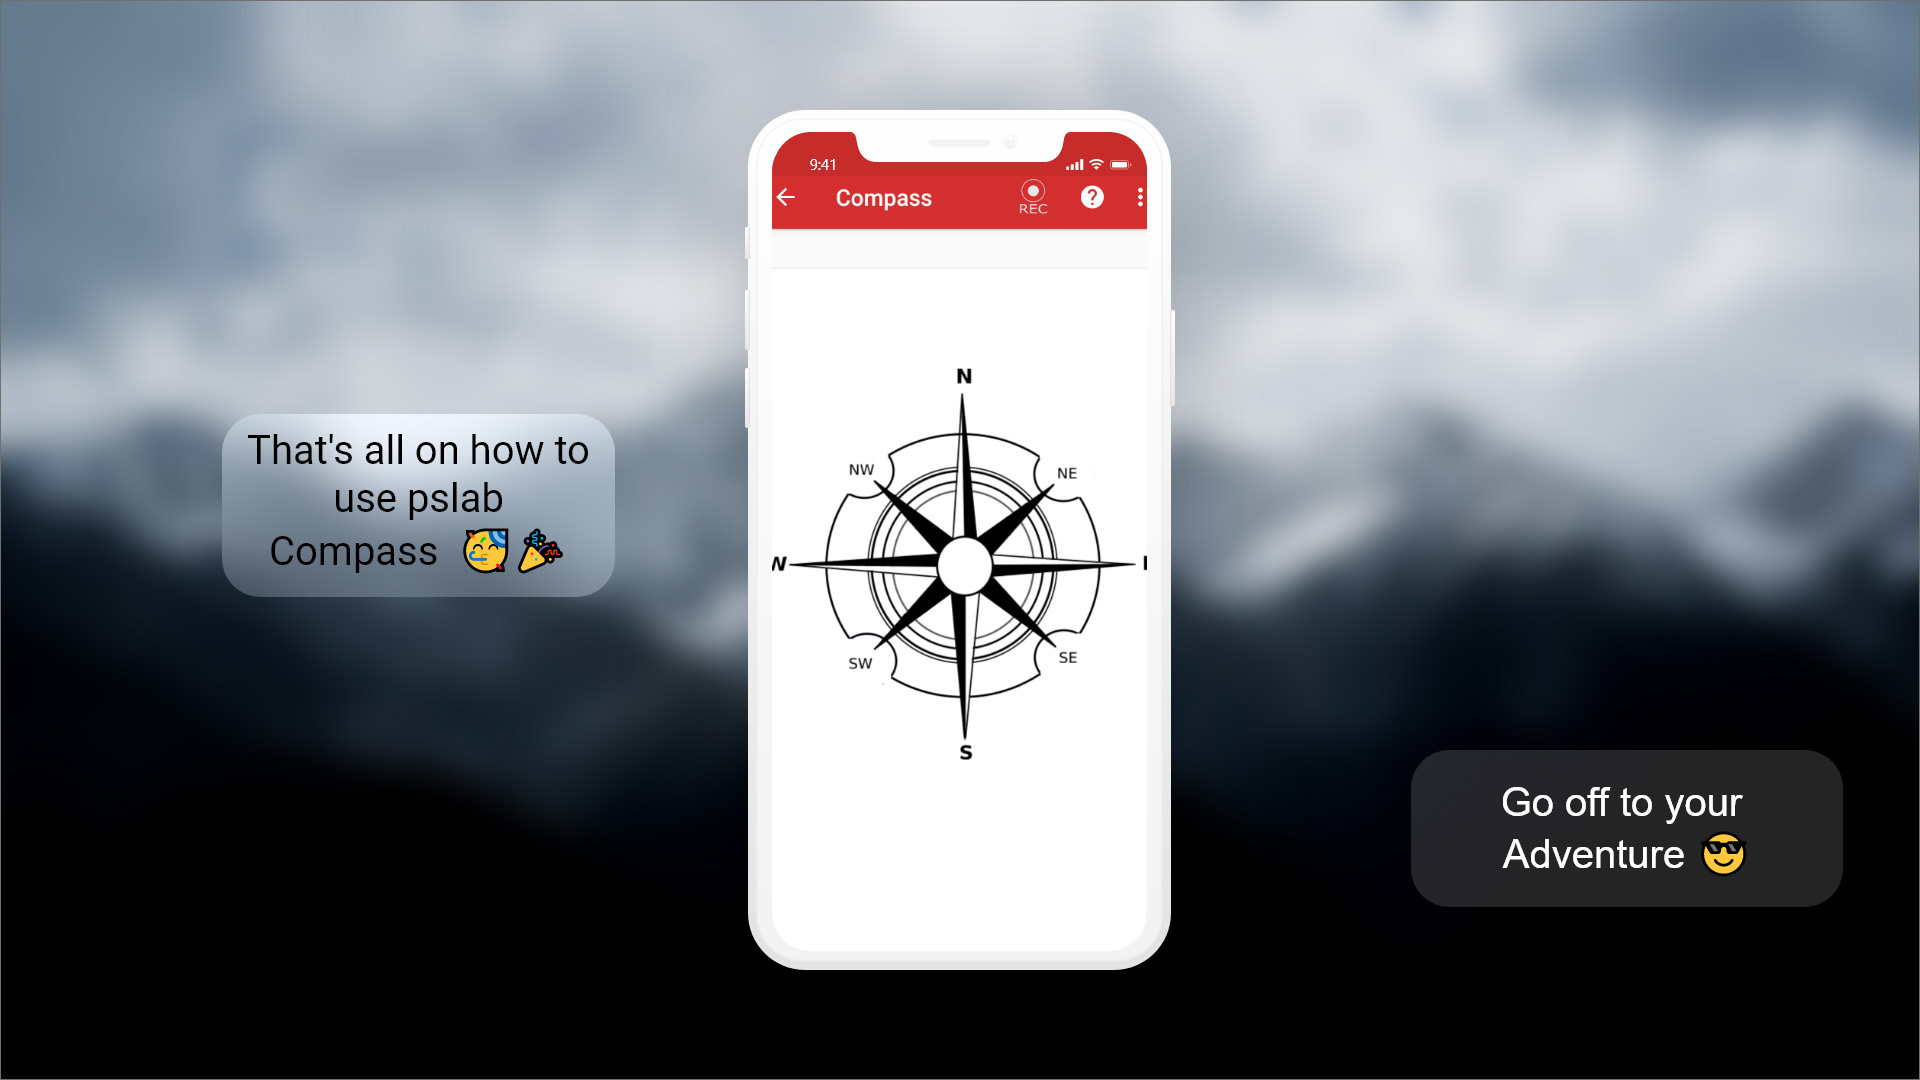 9:41
Compass
REC
?
N
NW
NE
That's all on how to
use pslab
Compass 🥳 🎉
SW
SE
S
Go off to your
Adventure 😎